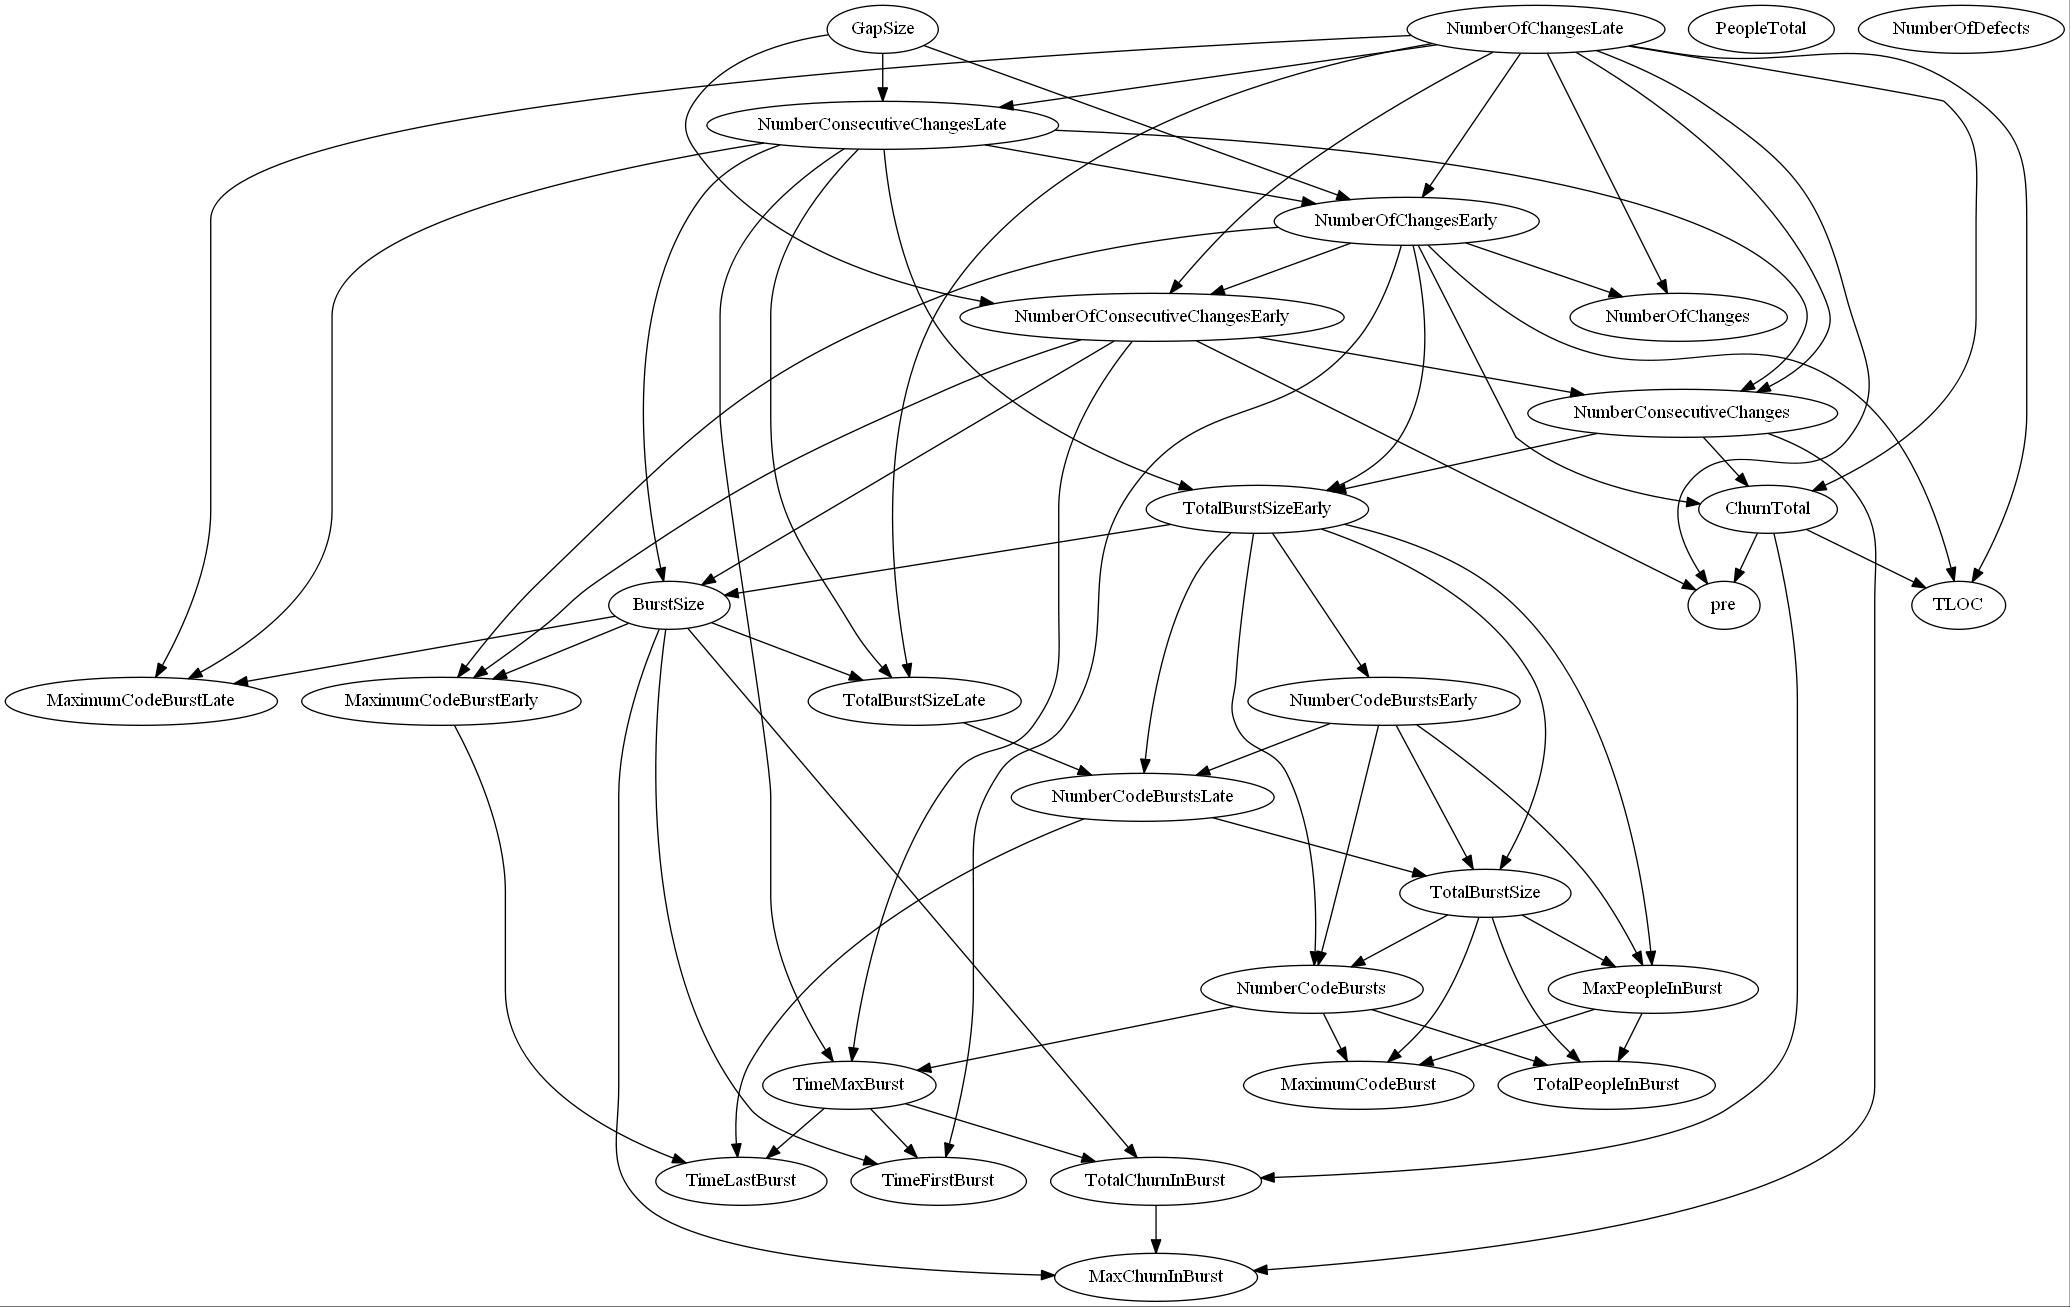 GapSize
NumberOfChangesLate
PeopleTotal
NumberOfDefects
NumberConsecutiveChangesLate
NumberOfChangesEarly
NumberOfConsecutiveChangesEarly
NumberOfChanges
NumberConsecutiveChanges
TotalBurstSizeEarly
ChurnTotal
BurstSize
pre
TLOC
MaximumCodeBurstLate
MaximumCodeBurstEarly
TotalBurstSizeLate
NumberCodeBurstsEarly
NumberCodeBurstsLate
TotalBurstSize
NumberCodeBursts
MaxPeopleInBurst
TimeMaxBurst
MaximumCodeBurst
TotalPeopleInBurst
TimeLastBurst
TimeFirstBurst
TotalChurnInBurst
MaxChurnInBurst